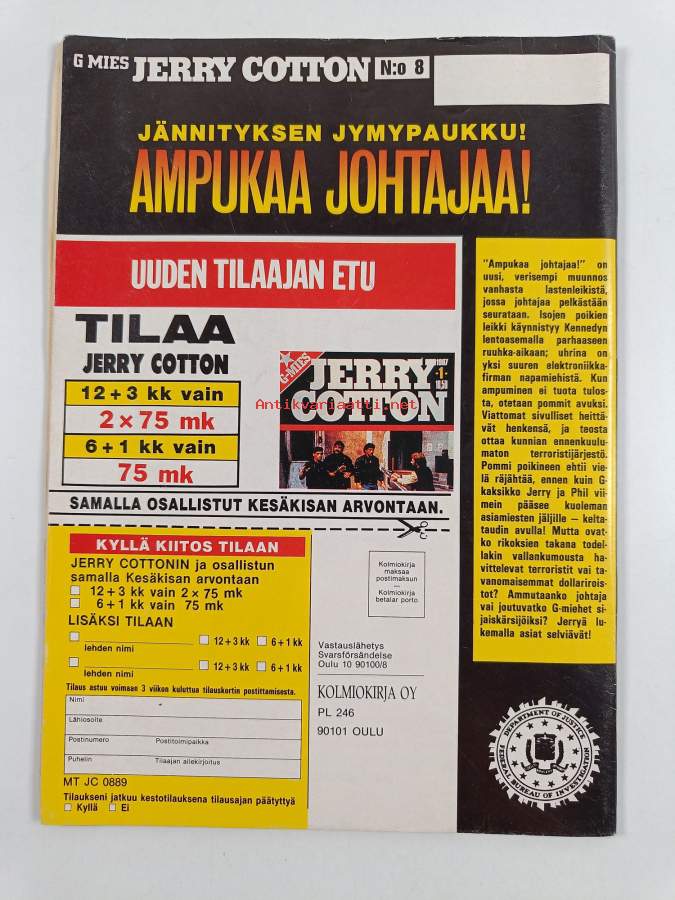 G MIES JERRY COTTON N:o 8
JÄNNITYKSEN JYMYPAUKKU!
AMPUKAA JOHTAJAA!
UUDEN TILAAJAN ETU
TILAA
JERRY COTTON
12 + 3 kk vain
2 x 75 mk
6 + 1 kk vain
75 mk
G-MIES
JERRY
COTTON
1987
·1·
Antikvariaatti.net
SAMALLA OSALLISTUT KESÄKISAN ARVONTAAN.
"Ampukaa johtajaa!" on
uusi, verisempi muunnos
vanhasta lastenleikistä,
jossa johtajaa pelkästään
seurataan. Isojen poikien
leikki käynnistyy Kennedyn
lentoasemalla parhaaseen
ruuhka-aikaan; uhrina on
yksi suuren elektroniikka-
firman napamiehistä. Kun
ampuminen ei tuota tulos-
ta, otetaan pommit avuksi.
Viattomat sivulliset heittä-
vät henkensä, ja teosta
ottaa kunnian ennenkuulu-
maton terroristijärjestö.
Pommi poikineen ehtii vie-
lä räjähtää, ennen kuin G-
kaksikko Jerry ja Phil vii-
mein pääsee kuoleman
asiamiesten jäljille — kelta-
taudin avulla! Mutta ovat-
ko rikoksien takana todel-
lakin vallankumousta ha-
vittelevat terroristit vai ta-
vanomaisemmat dollarirois-
tot? Ammutaanko johtaja
vai joutuvatko G-miehet si-
jaiskärsijöiksi? Jerryä lu-
kemalla asiat selviävät!
KYLLÄ KIITOS TILAAN
JERRY COTTONIN ja osallistun
samalla Kesäkisan arvontaan
12 + 3 kk vain 2 x 75 mk
6 + 1 kk vain 75 mk
LISÄKSI TILAAN
12 + 3 kk 6 + 1 kk
lehden nimi
12 + 3 kk 6 + 1 kk
lehden nimi
Tilaus astuu voimaan 3 viikon kuluttua tilauskortin postittamisesta.
Nimi
Lähiosoite
Postinumero Postitoimipaikka
Puhelin Tilaajan allekirjoitus
MT JC 0889
Tilaukseni jatkuu kestotilauksena tilausajan päätyttyä
Kyllä Ei
Kolmiokirja
maksaa
postimaksun
—
Kolmiokirja
betalar porto
Vastauslähetys
Svarsförsändelse
Oulu 10 90100/8
KOLMIOKIRJA OY
PL 246
90101 OULU
DEPARTMENT OF JUSTICE
FEDERAL BUREAU OF INVESTIGATION